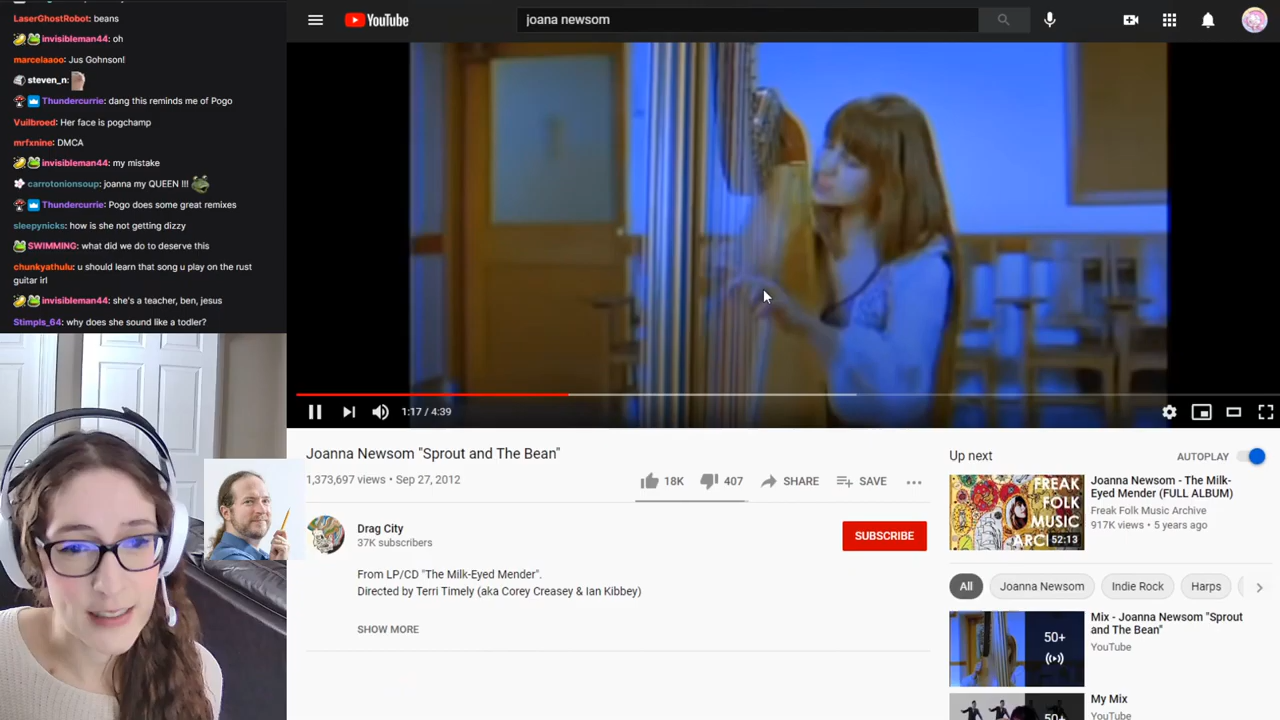 LaserGhostRobot: beans
invisibleman44: oh
marcelaaoo: Jus Gohnson!
steven_n:
Thundercurrie: dang this reminds me of Pogo
Vuilbroed: Her face is pogchamp
mrfxnine: DMCA
invisibleman44: my mistake
carrotonionsoup: joanna my QUEEN !!!
Thundercurrie: Pogo does some great remixes
sleepynicks: how is she not getting dizzy
SWIMMING: what did we do to deserve this
chunkyathulu: u should learn that song u play on the rust
guitar irl
invisibleman44: she's a teacher, ben, jesus
Stimpls_64: why does she sound like a todler?
YouTube
joana newsom
1:17 / 4:39
Joanna Newsom "Sprout and The Bean"
1,373,697 views • Sep 27, 2012
18K
407
SHARE
SAVE
Drag City
37K subscribers
SUBSCRIBE
From LP/CD "The Milk-Eyed Mender".
Directed by Terri Timely (aka Corey Creasey & Ian Kibbey)
SHOW MORE
Up next
AUTOPLAY
FREAK
FOLK
MUSIC
ARCHI
52:13
Joanna Newsom - The Milk-
Eyed Mender (FULL ALBUM)
Freak Folk Music Archive
917K views • 5 years ago
All
Joanna Newsom
Indie Rock
Harps
50+
Mix - Joanna Newsom "Sprout
and The Bean"
YouTube
50+
My Mix
YouTube